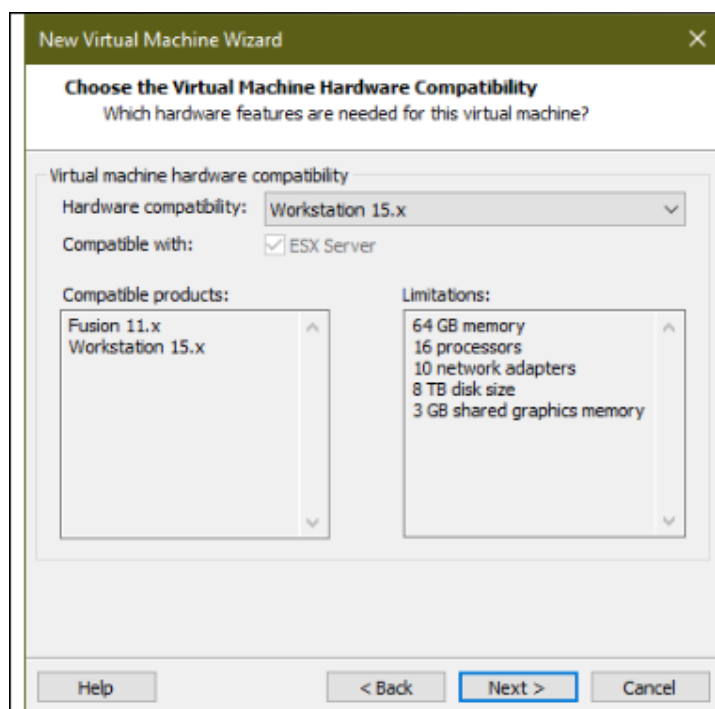 New Virtual Machine Wizard
Choose the Virtual Machine Hardware Compatibility
Which hardware features are needed for this virtual machine?
Virtual machine hardware compatibility
Hardware compatibility: Workstation 15.x
Compatible with: ESX Server
Compatible products:
Fusion 11.x
Workstation 15.x
Limitations:
64 GB memory
16 processors
10 network adapters
8 TB disk size
3 GB shared graphics memory
Help < Back Next > Cancel